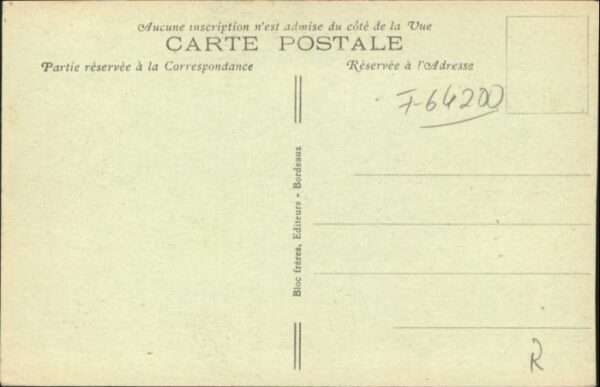 Aucune inscription n'est admise du côté de la Vue
CARTE POSTALE
Partie réservée à la Correspondance
Réservée à l'Adresse
F-64200
Bloc frères, Editeurs - Bordeaux
R